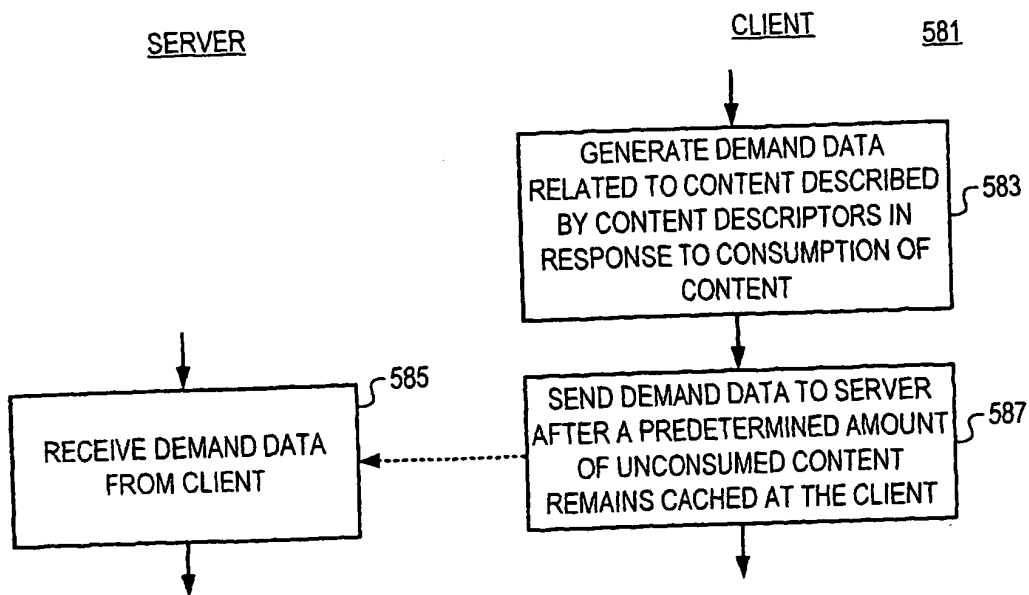 SERVER
CLIENT
581
GENERATE DEMAND DATA
RELATED TO CONTENT DESCRIBED
BY CONTENT DESCRIPTORS IN
RESPONSE TO CONSUMPTION OF
CONTENT
583
585
RECEIVE DEMAND DATA
FROM CLIENT
SEND DEMAND DATA TO SERVER
AFTER A PREDETERMINED AMOUNT
OF UNCONSUMED CONTENT
REMAINS CACHED AT THE CLIENT
587